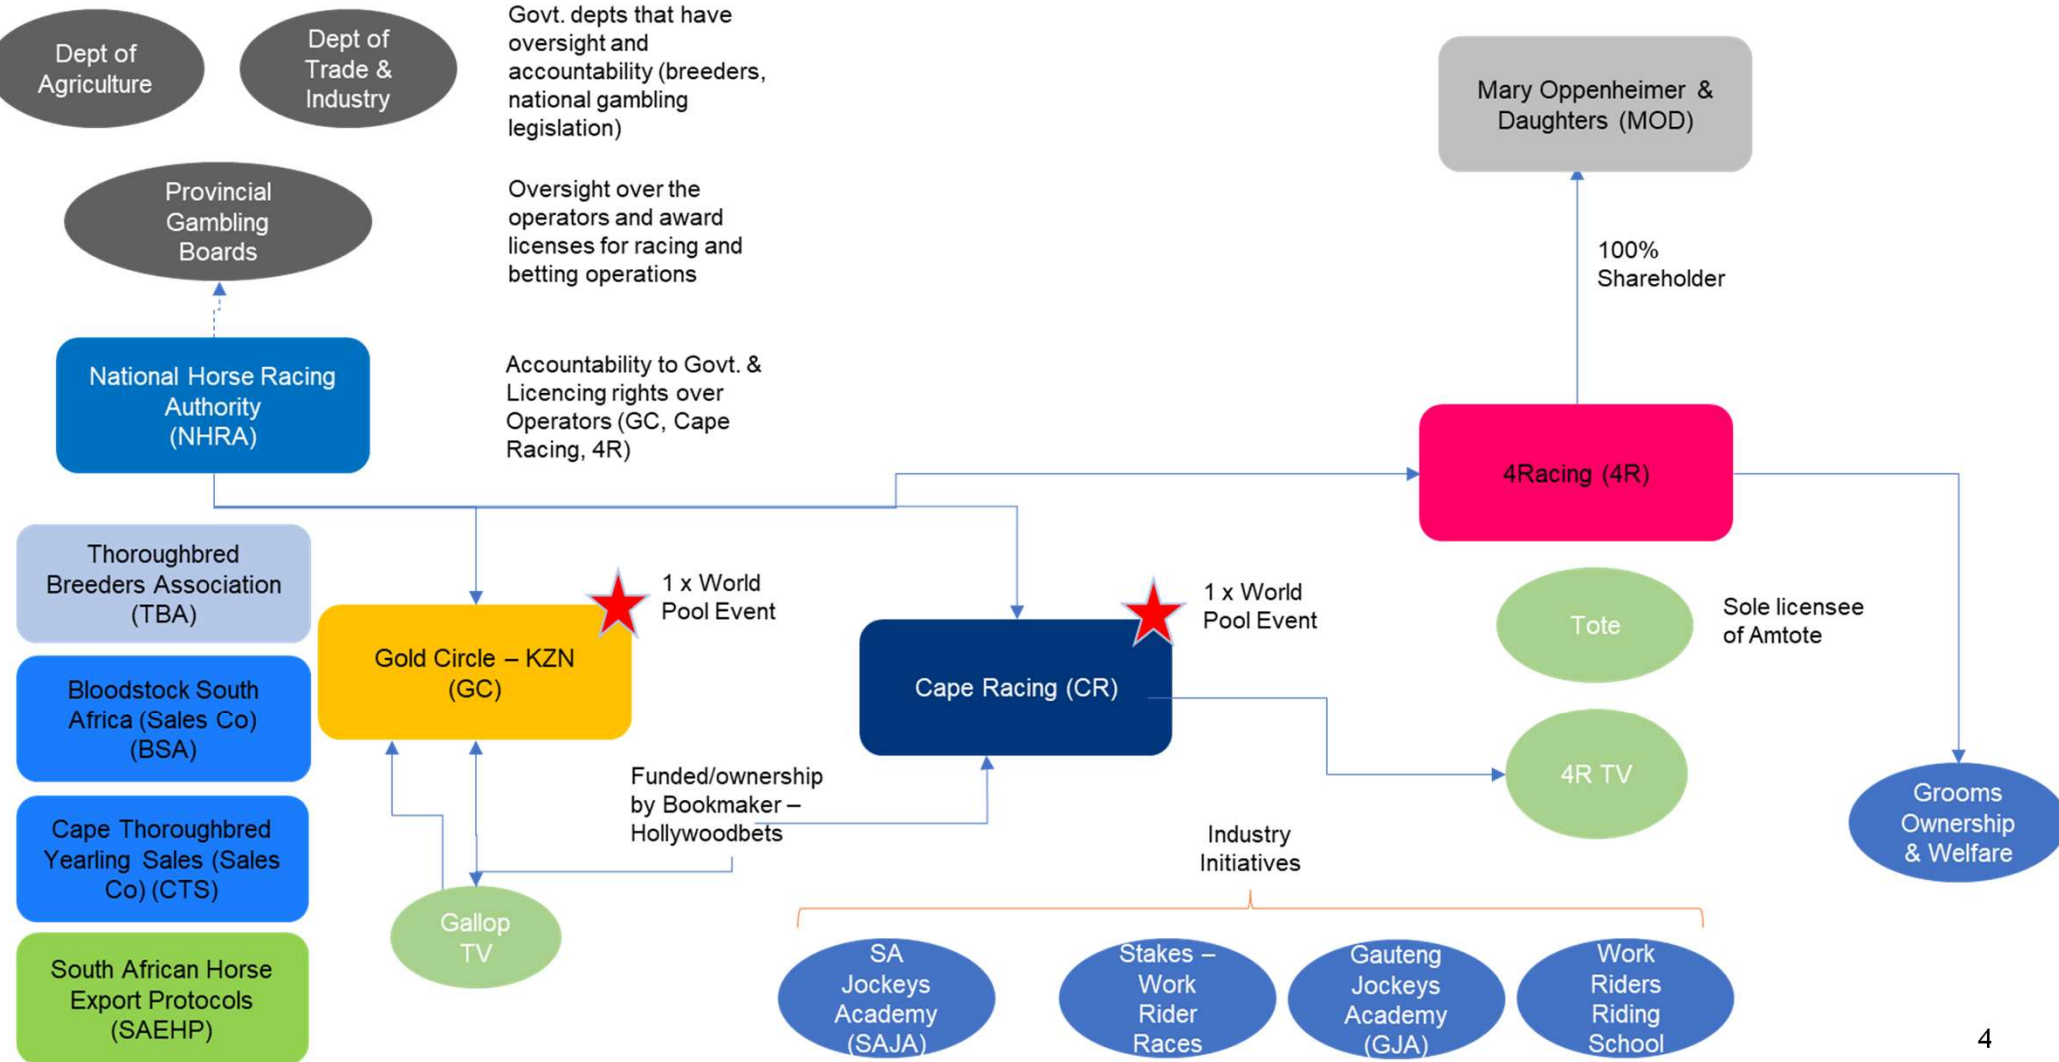 Dept of
Agriculture
Dept of
Trade &
Industry
Govt. depts that have
oversight and
accountability (breeders,
national gambling
legislation)
Mary Oppenheimer &
Daughters (MOD)
Provincial
Gambling
Boards
Oversight over the
operators and award
licenses for racing and
betting operations
100%
Shareholder
National Horse Racing
Authority
(NHRA)
Accountability to Govt. &
Licencing rights over
Operators (GC, Cape
Racing, 4R)
4Racing (4R)
Thoroughbred
Breeders Association
(TBA)
1 x World
Pool Event
1 x World
Pool Event
Tote
Sole licensee
of Amtote
Gold Circle – KZN
(GC)
Cape Racing (CR)
Bloodstock South
Africa (Sales Co)
(BSA)
4R TV
Funded/ownership
by Bookmaker –
Hollywoodbets
Grooms
Ownership
& Welfare
Cape Thoroughbred
Yearling Sales (Sales
Co) (CTS)
Industry
Initiatives
Gallop
TV
South African Horse
Export Protocols
(SAEHP)
SA
Jockeys
Academy
(SAJA)
Stakes –
Work
Rider
Races
Gauteng
Jockeys
Academy
(GJA)
Work
Riders
Riding
School
4